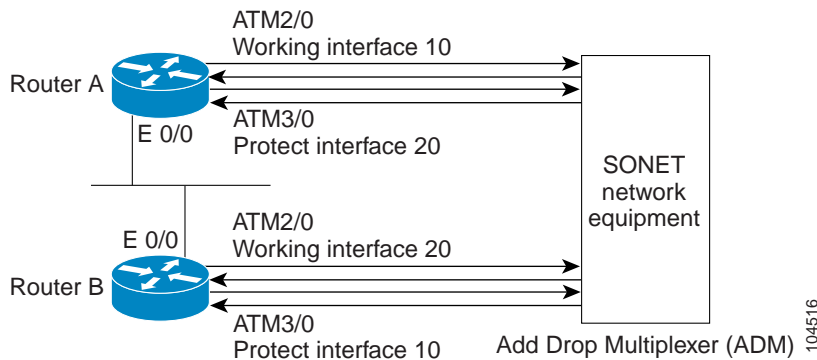 ATM2/0
Working interface 10
Router A
ATM3/0
Protect interface 20
E 0/0
SONET
network
equipment
ATM2/0
Working interface 20
E 0/0
Router B
ATM3/0
Protect interface 10
Add Drop Multiplexer (ADM)
104516